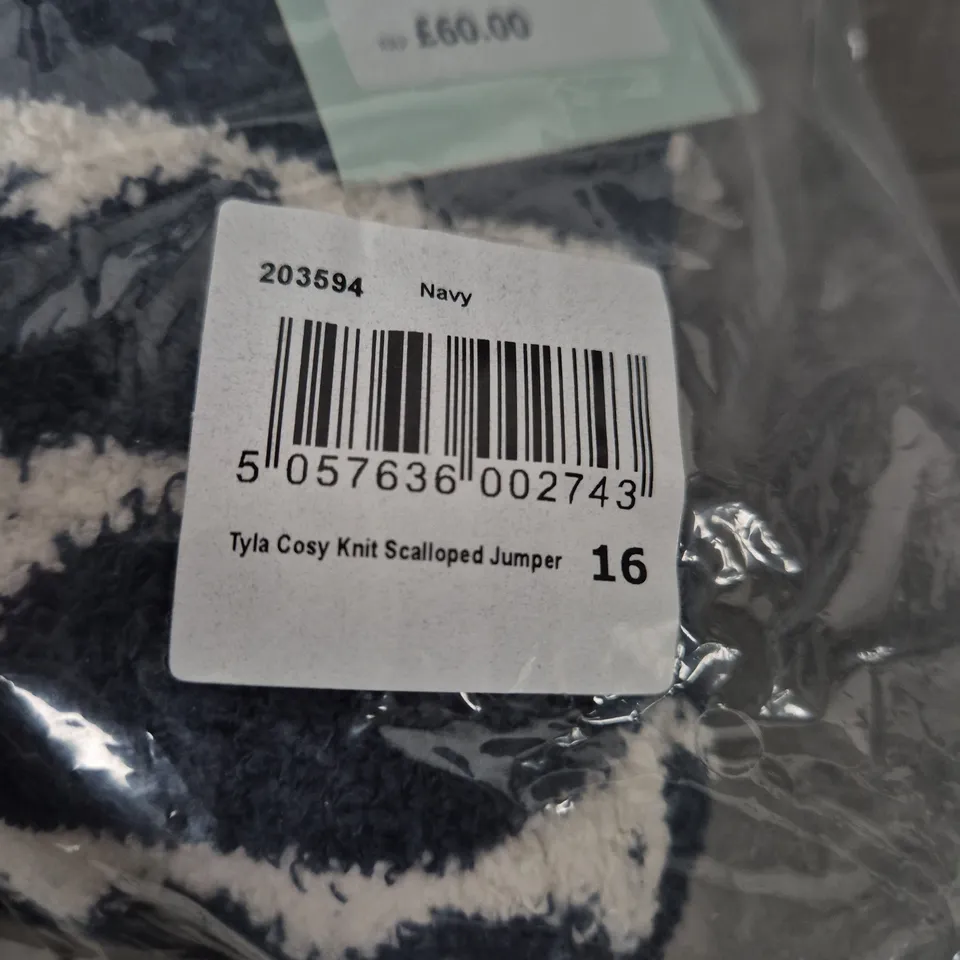 £60.00
203594 Navy
5 057636 002743
Tyla Cosy Knit Scalloped Jumper 16